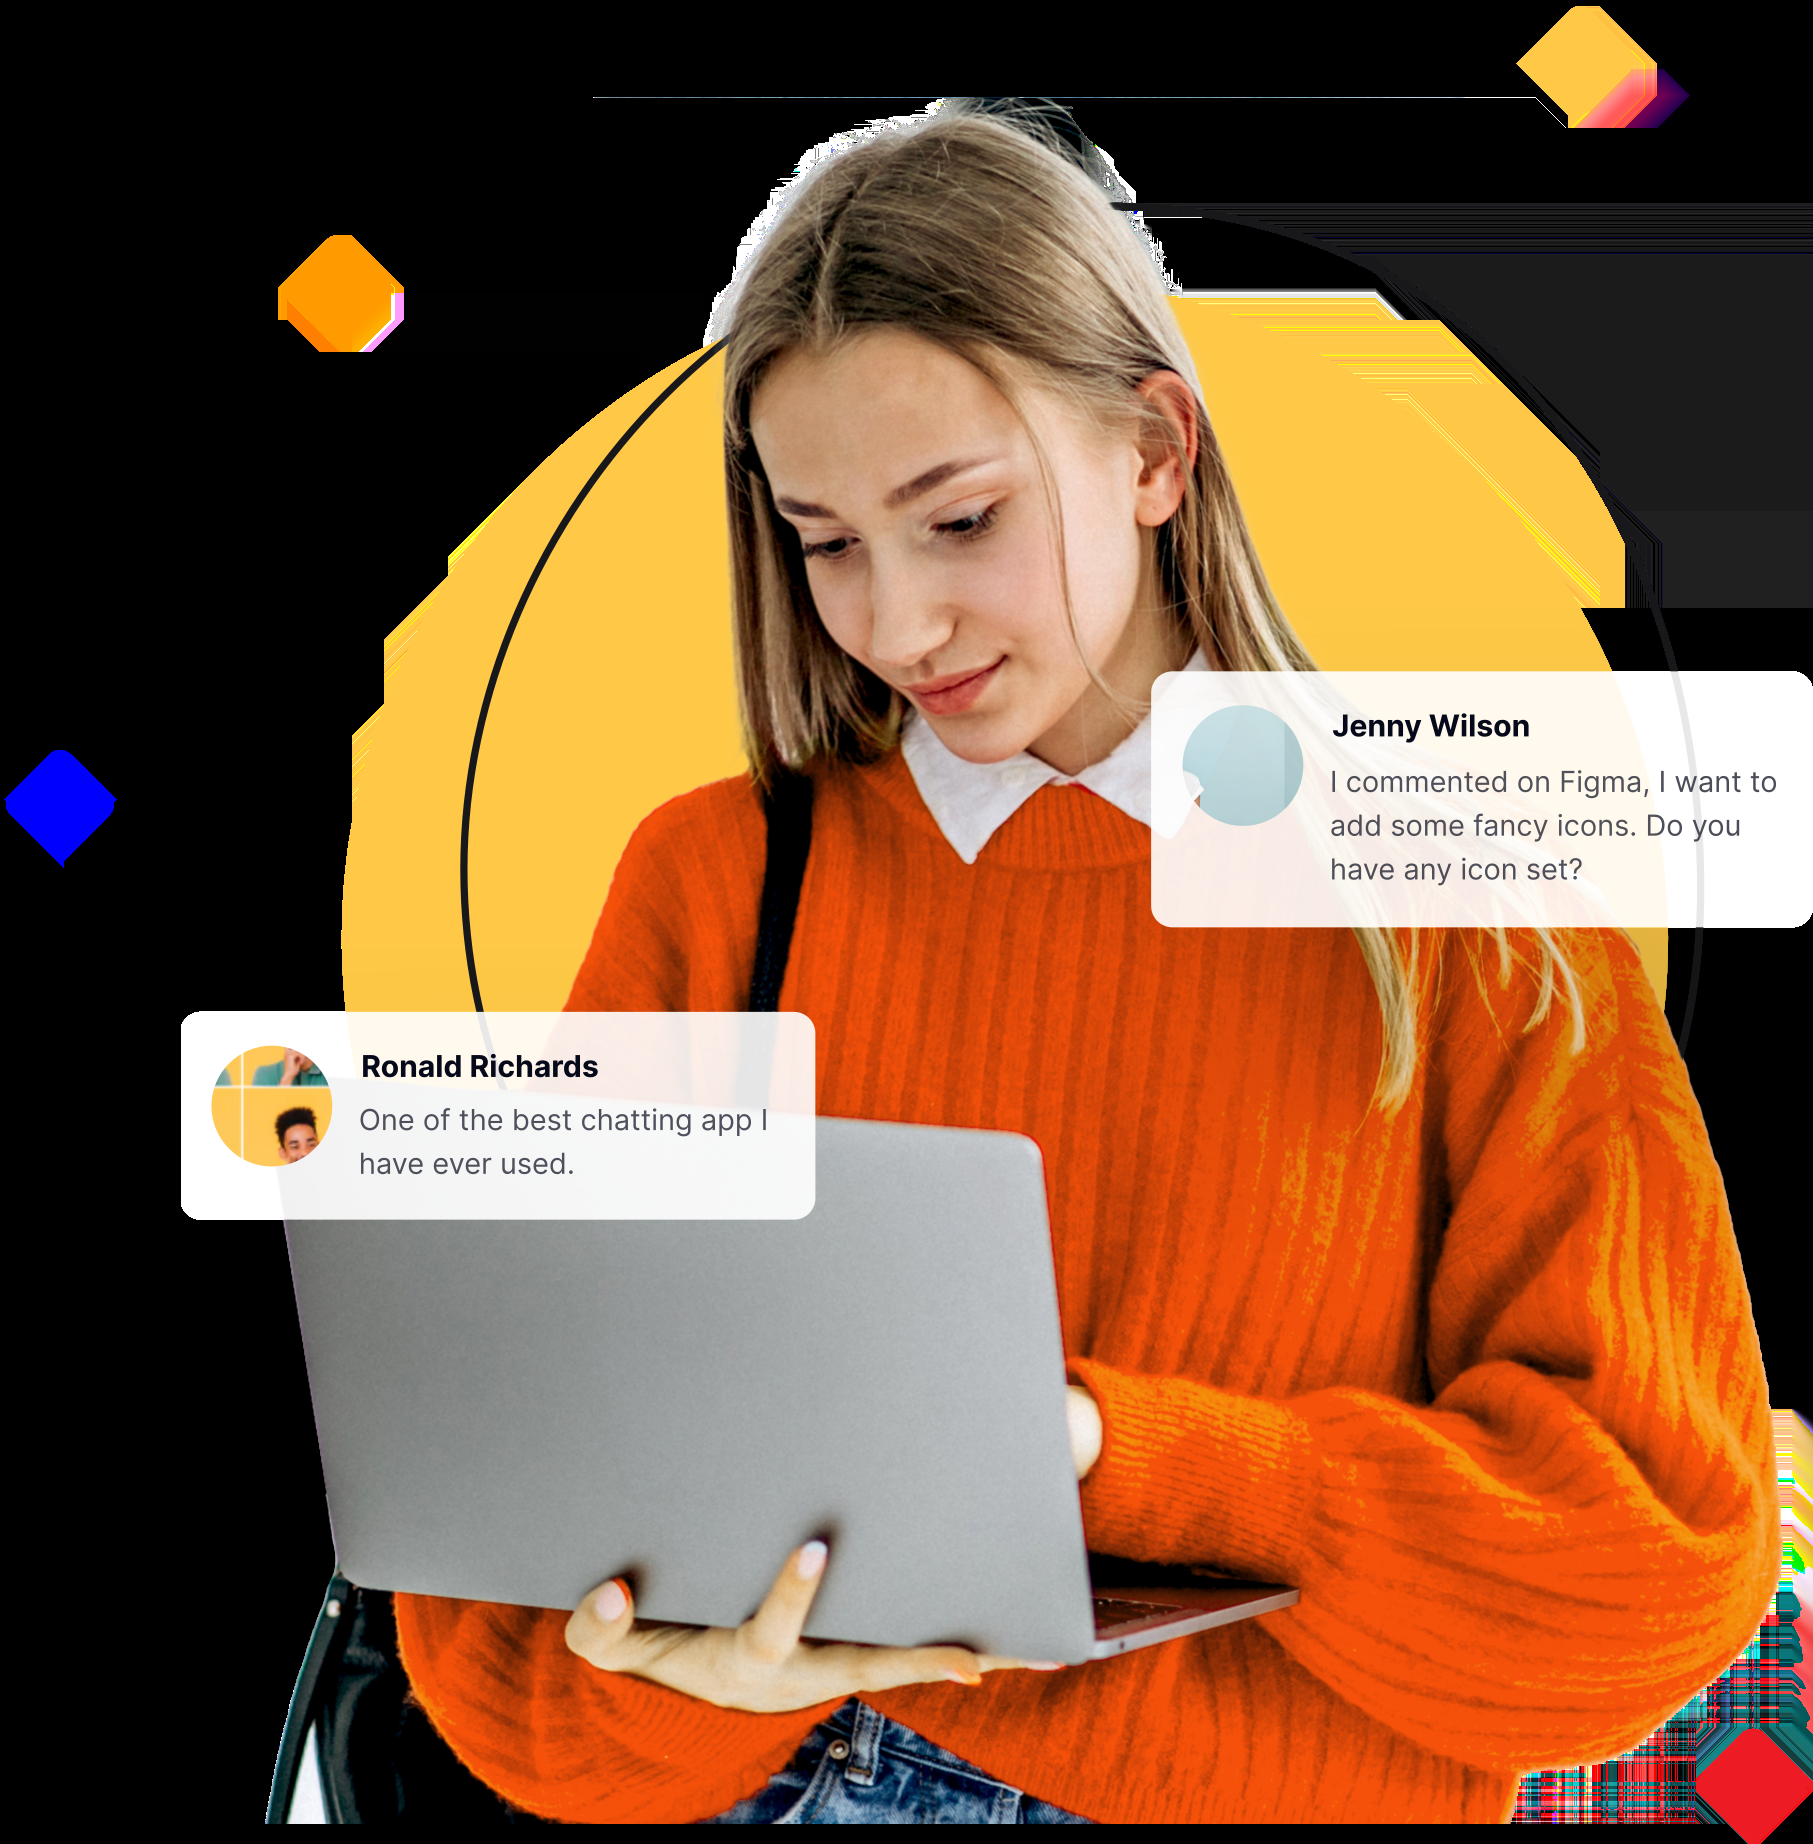 Jenny Wilson
I commented on Figma, I want to
add some fancy icons. Do you
have any icon set?
Ronald Richards
One of the best chatting app I
have ever used.